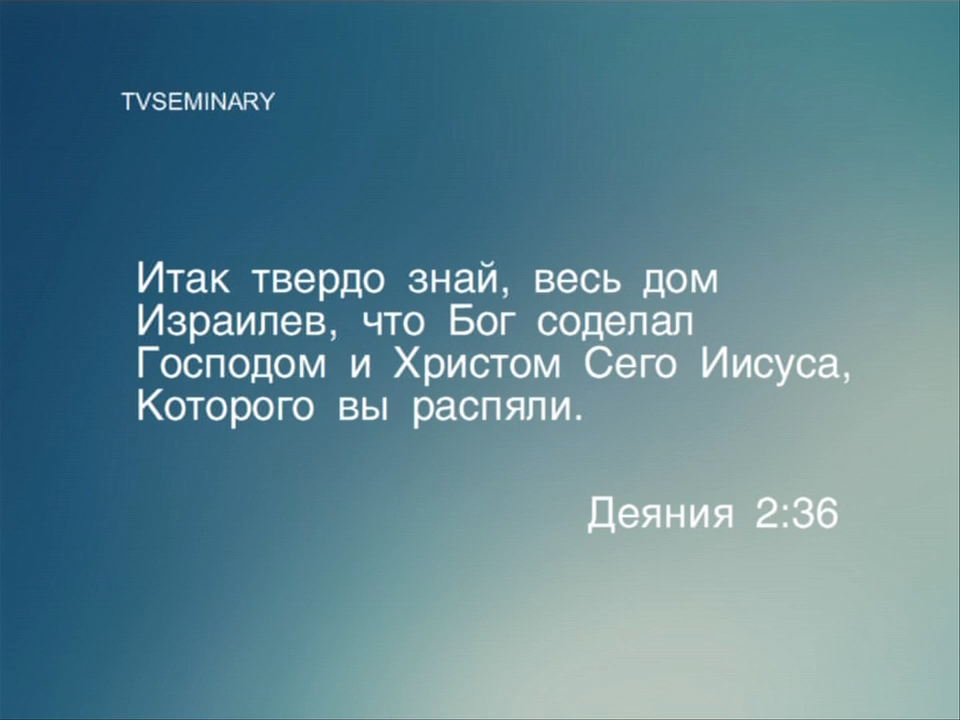 TVSEMINARY
Итак твердо знай, весь дом
Израилев, что Бог соделал
Господом и Христом Сего Иисуса,
Которого вы распяли.
Деяния 2:36